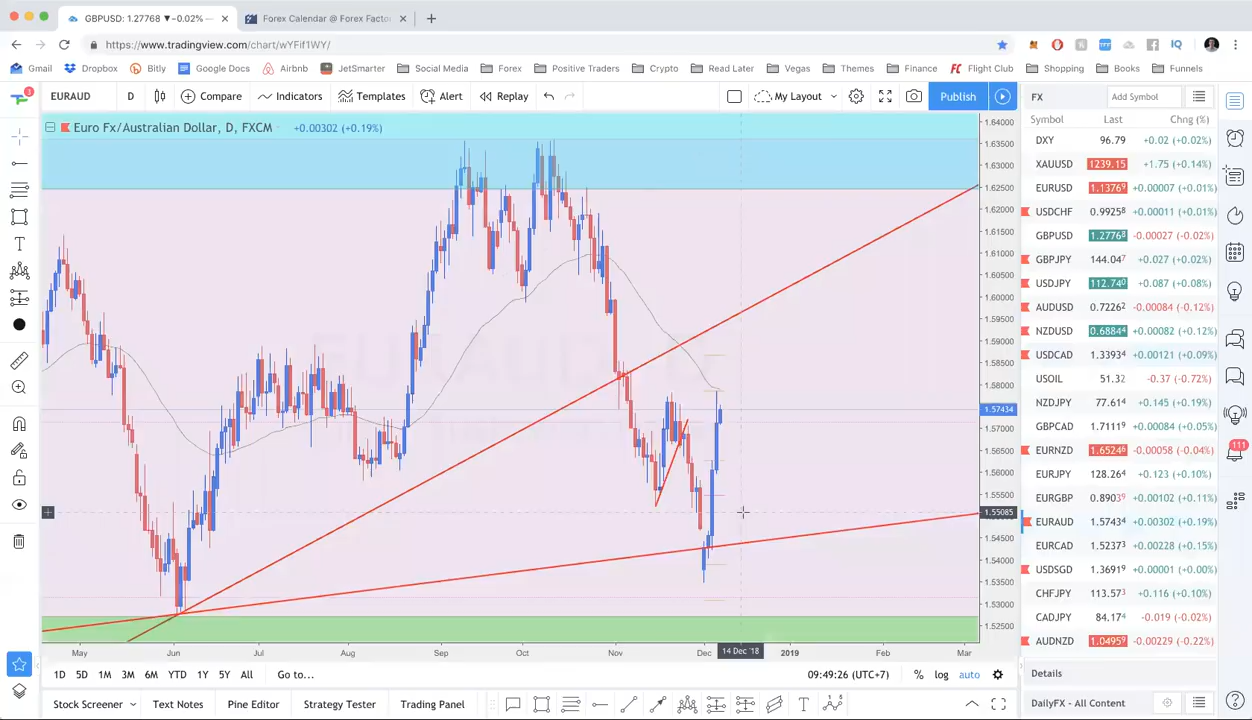 GBPUSD: 1.27768 ▼−0.02% ···
Forex Calendar @ Forex Facto
https://www.tradingview.com/chart/wYFif1WY/
Gmail Dropbox Bitly Google Docs Airbnb JetSmarter Social Media Forex Positive Traders Crypto Read Later Vegas Themes Finance Flight Club Shopping Books Funnels
EURAUD D Compare Indicators Templates Alert Replay My Layout Publish FX Add Symbol
Euro Fx/Australian Dollar, D, FXCM +0.00302 (+0.19%)
Symbol Last Chng (%)
DXY 96.79 +0.02 (+0.02%)
XAUUSD 1239.15 +1.75 (+0.14%)
EURUSD 1.13769 +0.00007 (+0.01%)
USDCHF 0.99258 +0.00011 (+0.01%)
GBPUSD 1.27768 -0.00027 (-0.02%)
GBPJPY 144.047 +0.027 (+0.02%)
USDJPY 112.740 +0.087 (+0.08%)
AUDUSD 0.72262 -0.00084 (-0.12%)
NZDUSD 0.68844 +0.00082 (+0.12%)
USDCAD 1.33934 +0.00121 (+0.09%)
USOIL 51.32 -0.37 (-0.72%)
NZDJPY 77.614 +0.145 (+0.19%)
GBPCAD 1.71119 +0.00084 (+0.05%)
EURNZD 1.65246 -0.00058 (-0.04%)
EURJPY 128.264 +0.123 (+0.10%)
EURGBP 0.89039 +0.00102 (+0.11%)
EURAUD 1.57434 +0.00302 (+0.19%)
EURCAD 1.52373 +0.00228 (+0.15%)
USDSGD 1.36919 +0.00001 (+0.00%)
CHFJPY 113.573 +0.116 (+0.10%)
CADJPY 84.174 -0.019 (-0.02%)
AUDNZD 1.04959 -0.00229 (-0.22%)
1.64000
1.63500
1.63000
1.62500
1.62000
1.61500
1.61000
1.60500
1.60000
1.59500
1.59000
1.58500
1.58000
1.57434
1.57000
1.56500
1.56000
1.55500
1.55085
1.54500
1.54000
1.53500
1.53000
1.52500
111
May Jun Jul Aug Sep Oct Nov Dec 14 Dec '18 2019 Feb Mar
1D 5D 1M 3M 6M YTD 1Y 5Y All Go to... 09:49:26 (UTC+7) % log auto
Details
Stock Screener Text Notes Pine Editor Strategy Tester Trading Panel
DailyFX - All Content